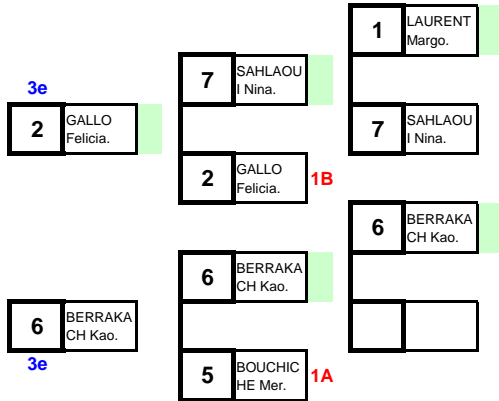 3e
2 GALLO
Felicia.
6 BERRAKA
CH Kao.
3e
7 SAHLAOU
I Nina.
2 GALLO
Felicia. 1B
6 BERRAKA
CH Kao.
5 BOUCHIC
HE Mer. 1A
1 LAURENT
Margo.
7 SAHLAOU
I Nina.
6 BERRAKA
CH Kao.